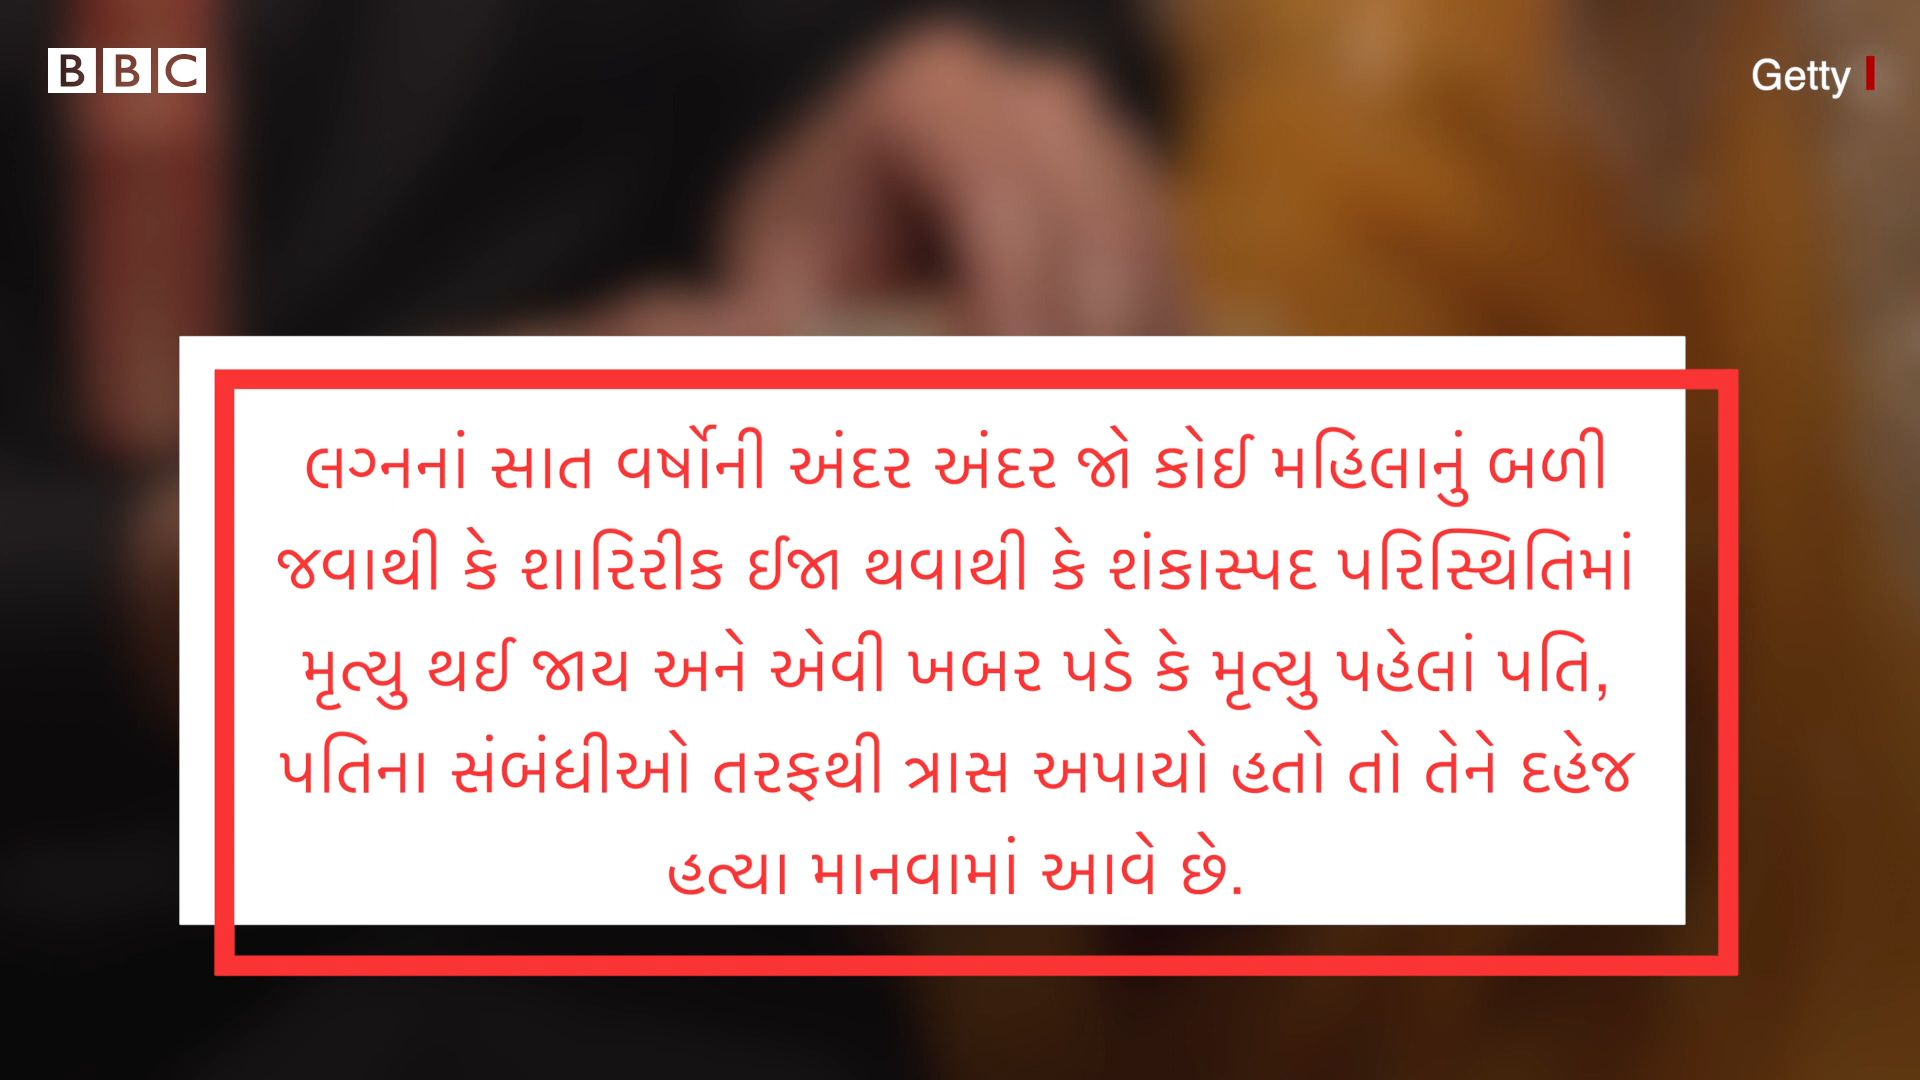 BBC
Getty
લગ્નનાં સાત વર્ષોની અંદર અંદર જો કોઈ મહિલાનું બળી
જવાથી કે શારિરીક ઈજા થવાથી કે શંકાસ્પદ પરિસ્થિતિમાં
મૃત્યુ થઈ જાય અને એવી ખબર પડે કે મૃત્યુ પહેલાં પતિ,
પતિના સંબંધીઓ તરફથી ત્રાસ અપાયો હતો તો તેને દહેજ
હત્યા માનવામાં આવે છે.